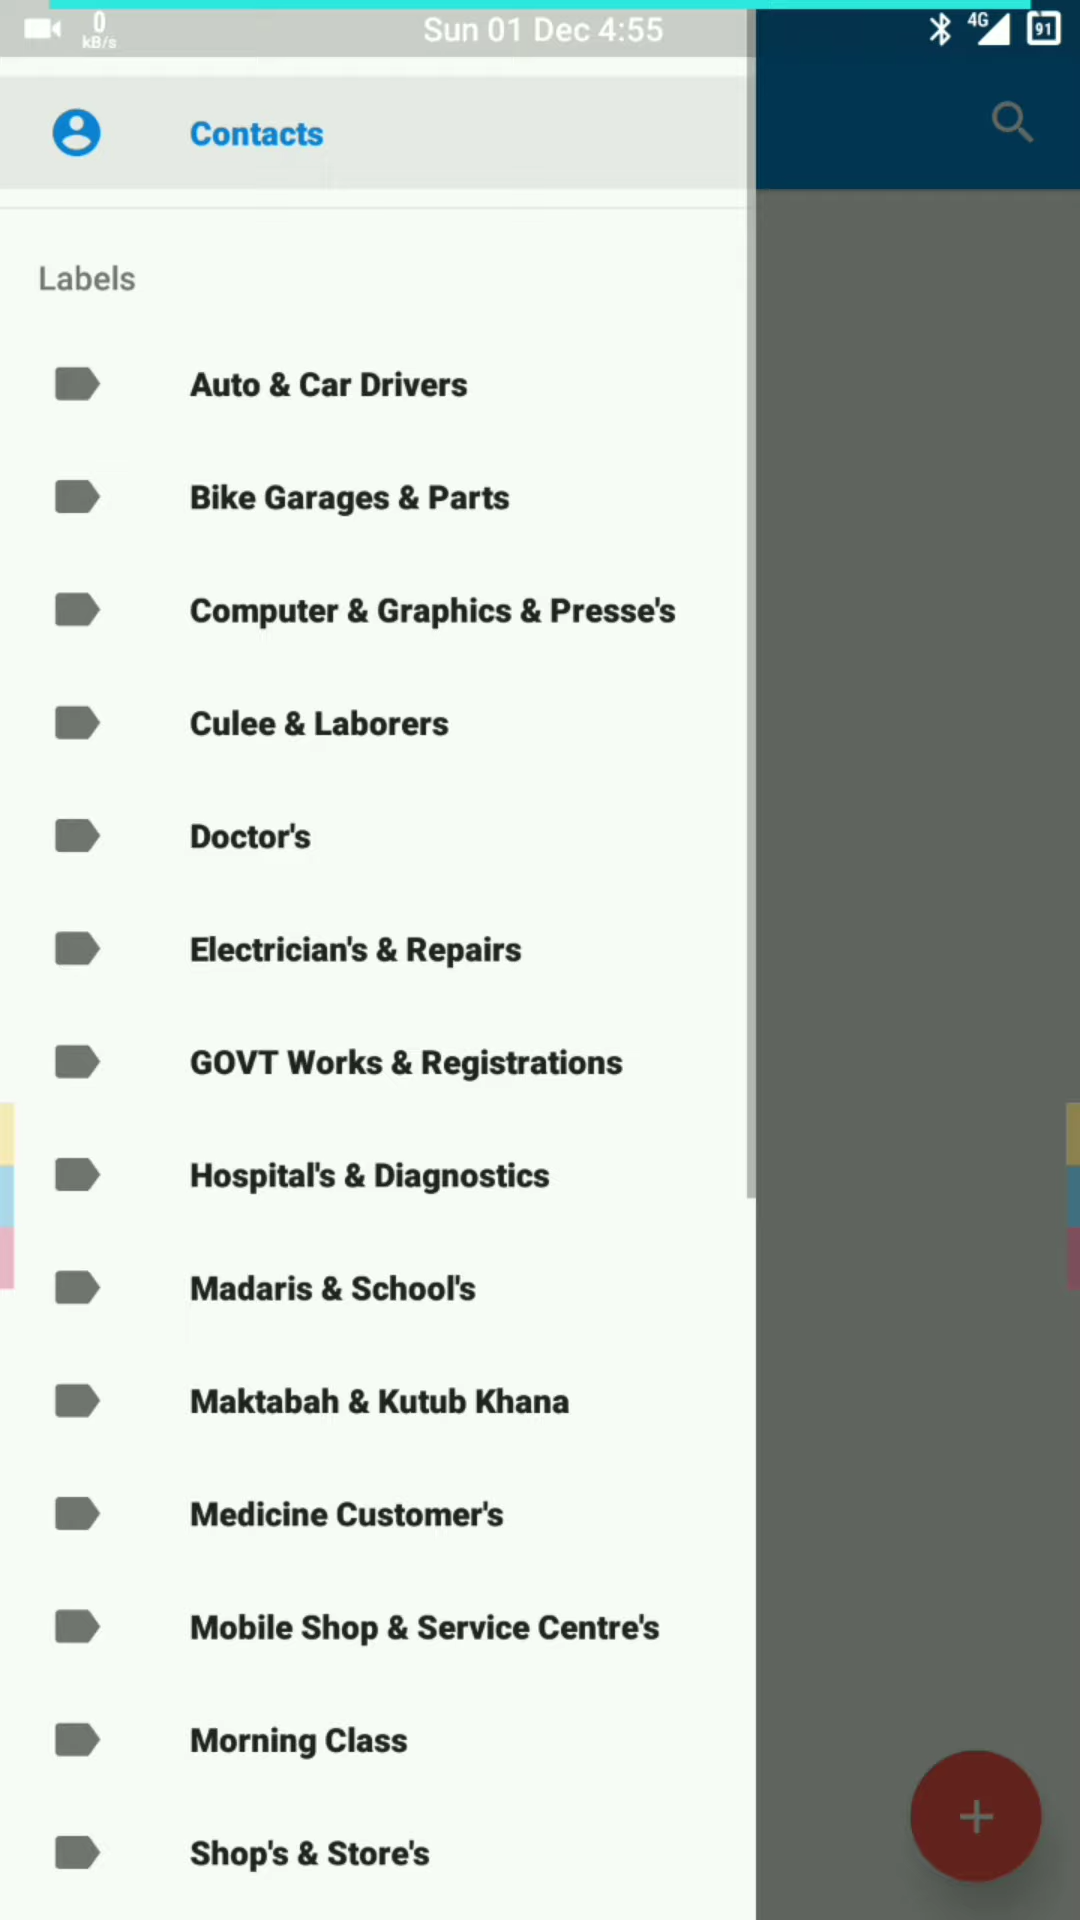 0
kB/s
Sun 01 Dec 4:55
4G
91
Contacts
Labels
Auto & Car Drivers
Bike Garages & Parts
Computer & Graphics & Presse's
Culee & Laborers
Doctor's
Electrician's & Repairs
GOVT Works & Registrations
Hospital's & Diagnostics
Madaris & School's
Maktabah & Kutub Khana
Medicine Customer's
Mobile Shop & Service Centre's
Morning Class
Shop's & Store's